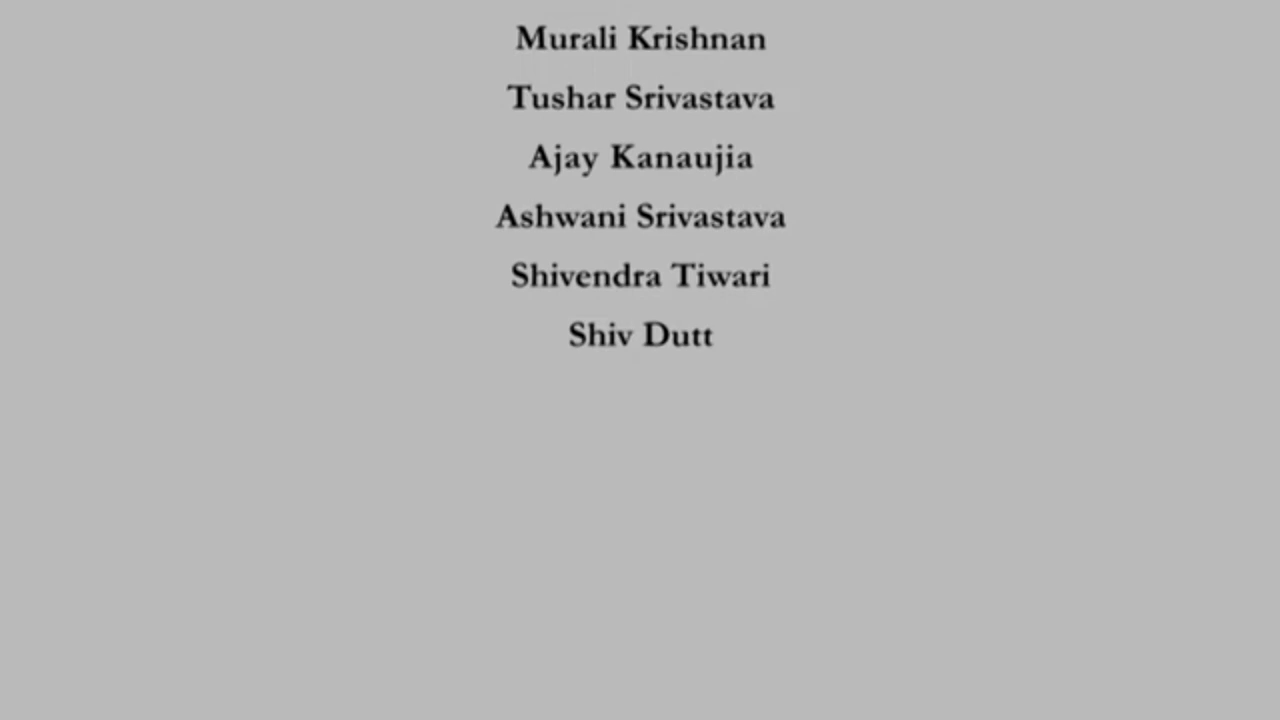 Murali Krishnan
Tushar Srivastava
Ajay Kanaujia
Ashwani Srivastava
Shivendra Tiwari
Shiv Dutt